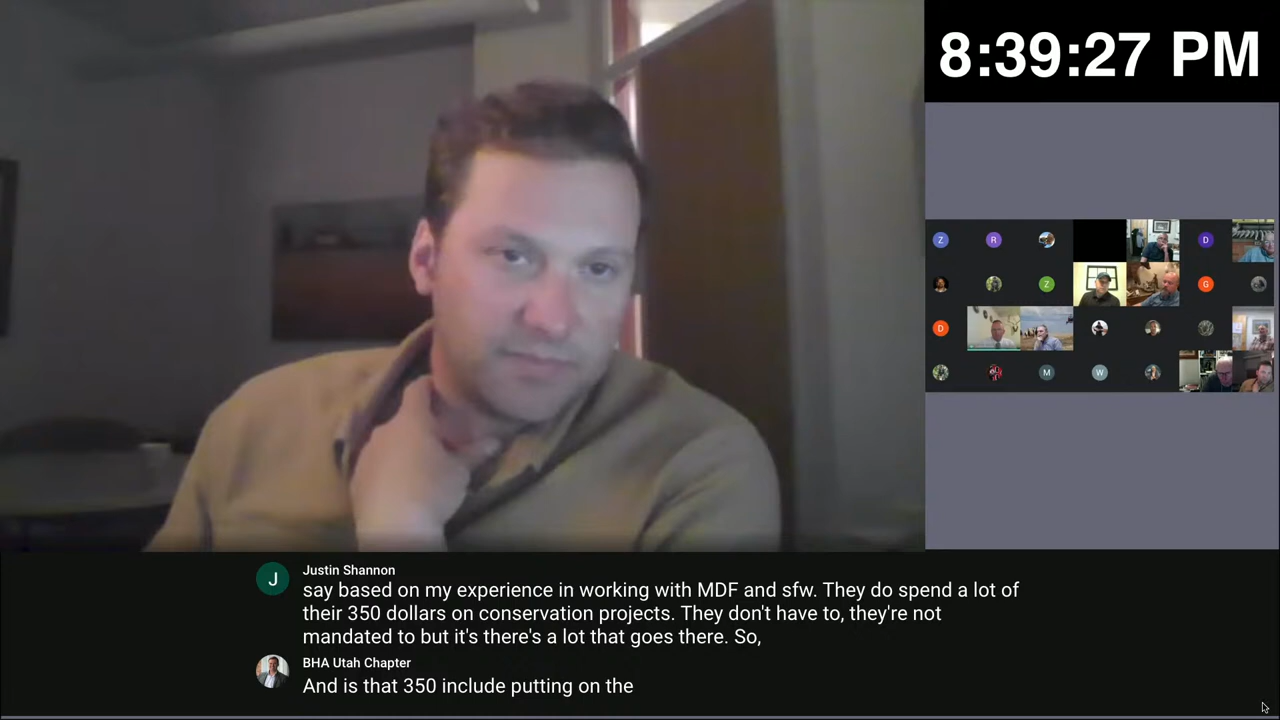 8:39:27 PM
Z
R
D
Z
G
D
M
W
J
Justin Shannon
say based on my experience in working with MDF and sfw. They do spend a lot of
their 350 dollars on conservation projects. They don't have to, they're not
mandated to but it's there's a lot that goes there. So,
BHA Utah Chapter
And is that 350 include putting on the